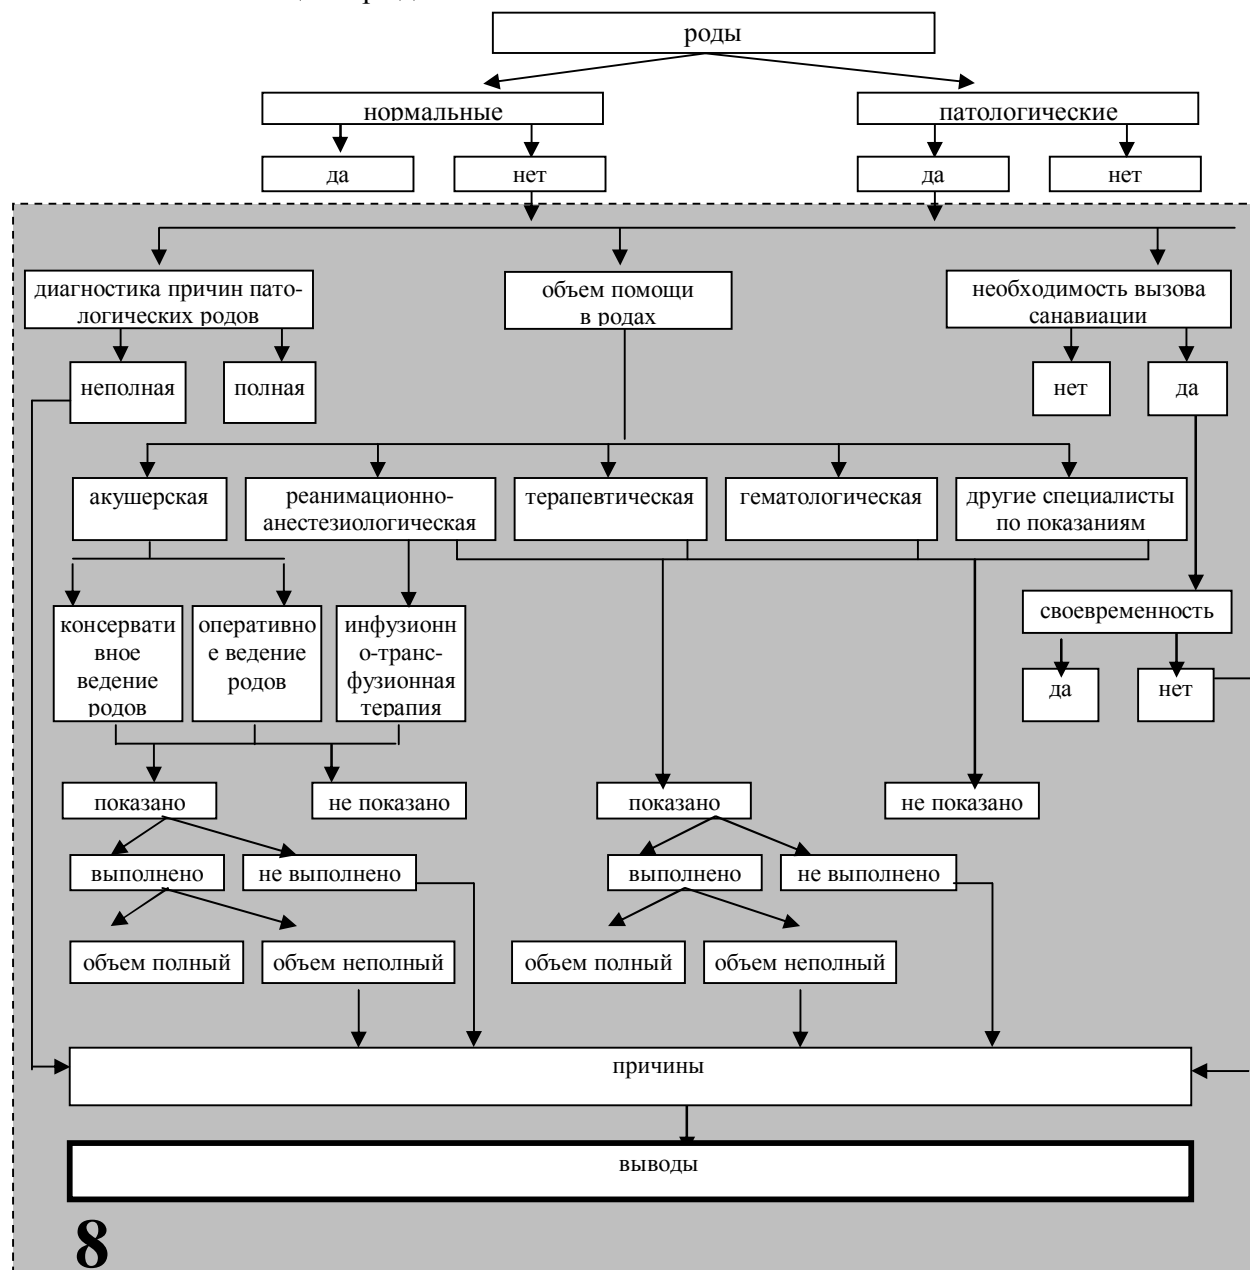 роды
нормальные
патологические
да
нет
да
нет
диагностика причин пато-
логических родов
объем помощи
в родах
необходимость вызова
санавиации
неполная
полная
нет
да
акушерская
реанимационно-
анестезиологическая
терапевтическая
гематологическая
другие специалисты
по показаниям
консервати
вное
ведение
родов
оперативно
е ведение
родов
инфузионн
о-транс-
фузионная
терапия
своевременность
да
нет
показано
не показано
показано
не показано
выполнено
не выполнено
выполнено
не выполнено
объем полный
объем неполный
объем полный
объем неполный
причины
выводы
8